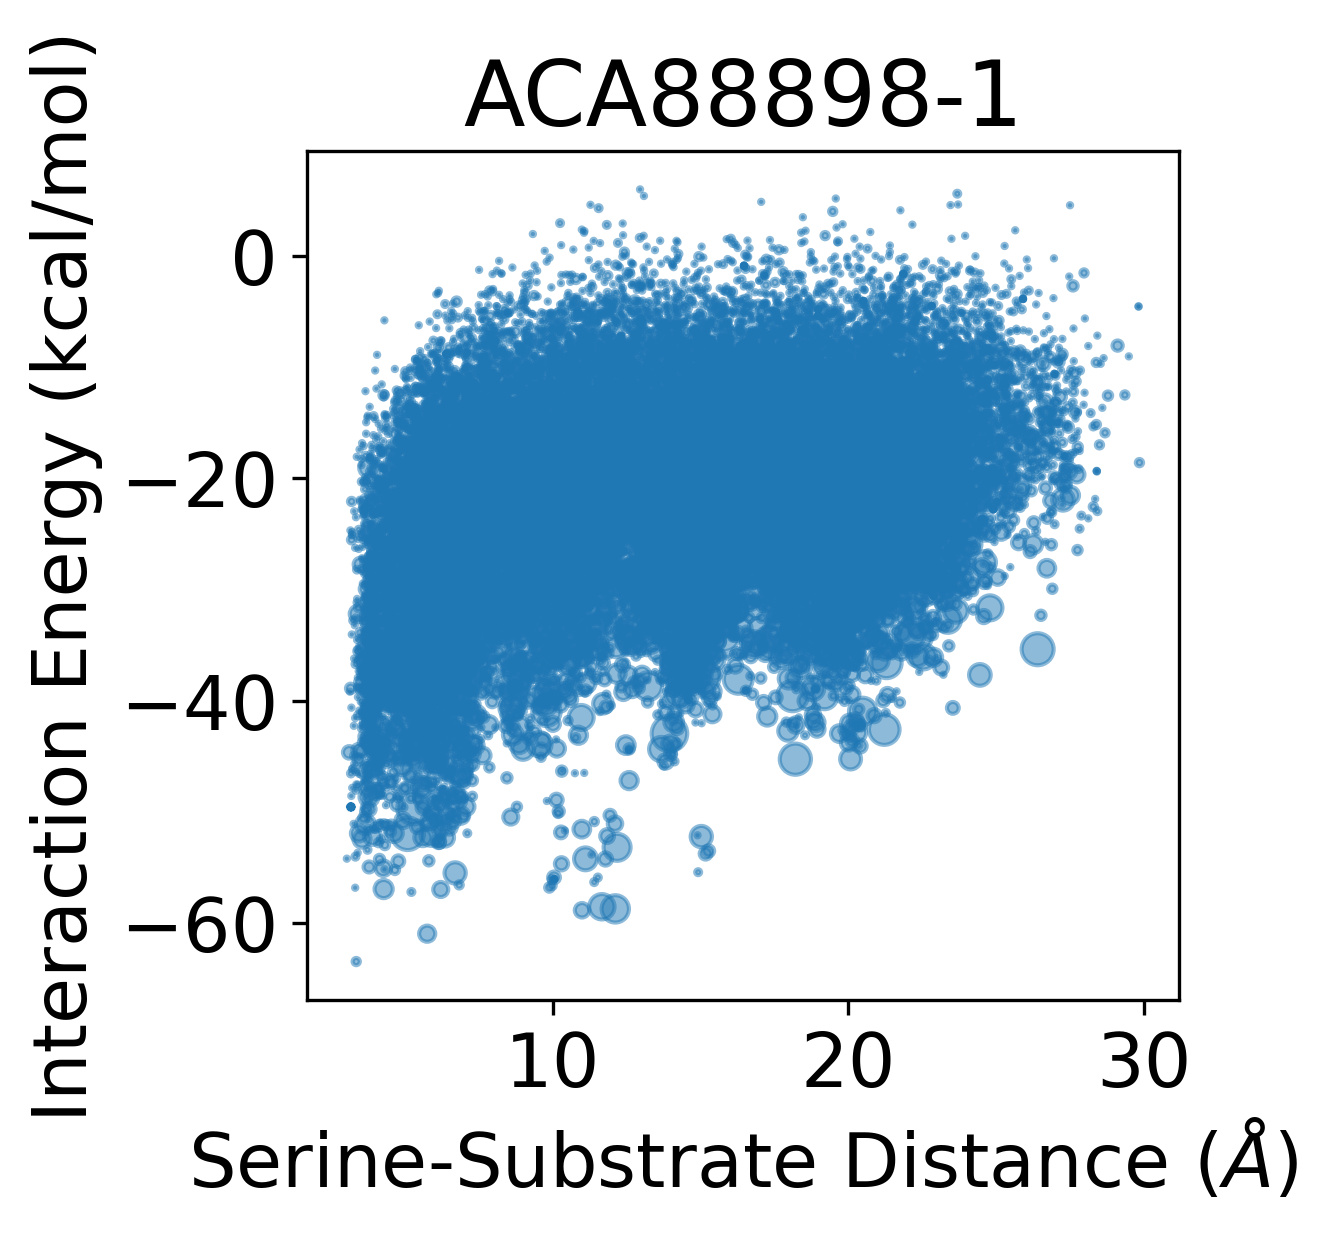 ACA88898-1
Interaction Energy (kcal/mol)
0
−20
−40
−60
10 20 30
Serine-Substrate Distance (Å)